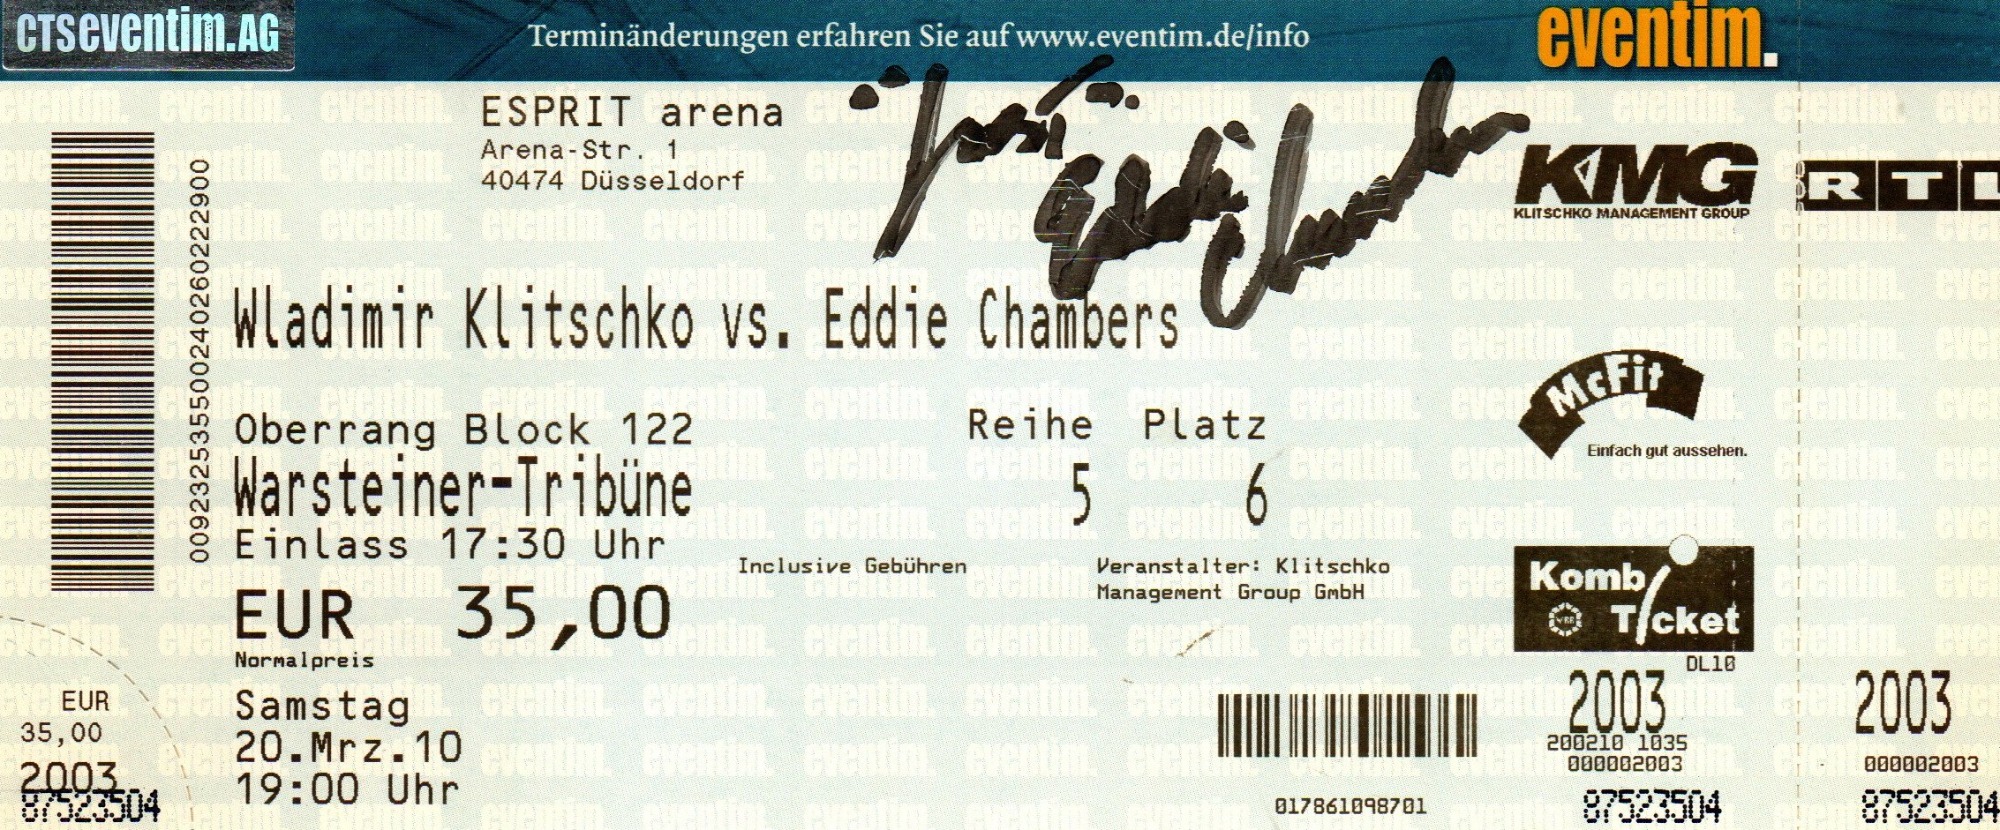 CTSeventim.AG
Terminänderungen erfahren Sie auf www.eventim.de/info
eventim.
ESPRIT arena
Arena-Str. 1
40474 Düsseldorf
KMG
KLITSCHKO MANAGEMENT GROUP
RTL
Wladimir Klitschko vs. Eddie Chambers
Oberrang Block 122
Reihe Platz
Warsteiner-Tribüne
5 6
Einlass 17:30 Uhr
Inclusive Gebühren
Veranstalter: Klitschko
Management Group GmbH
EUR 35,00
Normalpreis
McFit
Einfach gut aussehen.
Kombi
Ticket
DL10
Samstag
20.Mrz.10
19:00 Uhr
EUR
35,00
2003
87523504
017861098701
2003
200210 1035
000002003
87523504
2003
000002003
87523504